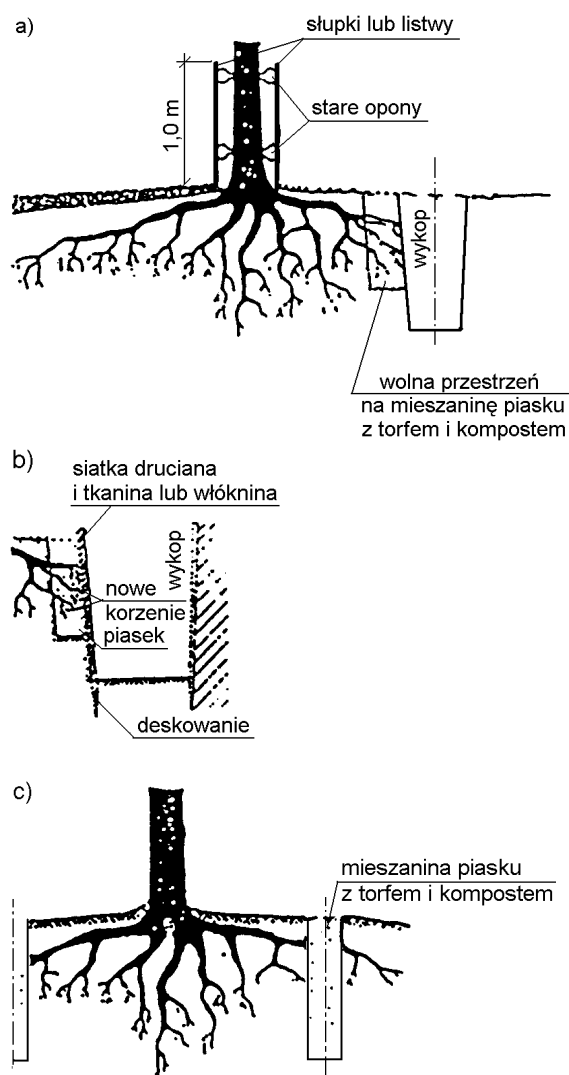 a)
słupki lub listwy
stare opony
1,0 m
wykop
wolna przestrzeń
na mieszaninę piasku
z torfem i kompostem
b)
siatka druciana
i tkanina lub włóknina
wykop
nowe
korzenie
piasek
deskowanie
c)
mieszanina piasku
z torfem i kompostem